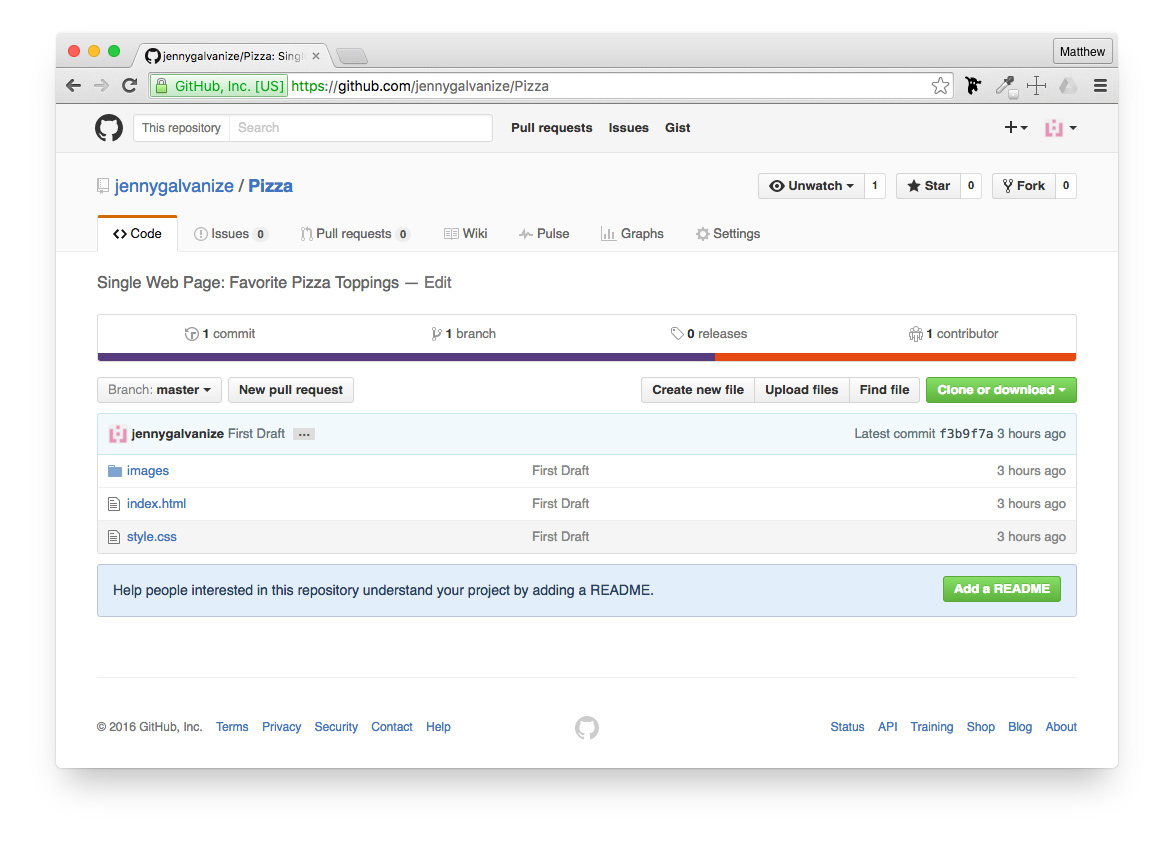 jennygalvanize/Pizza: Singl
Matthew
GitHub, Inc. [US] https://github.com/jennygalvanize/Pizza
This repository Search Pull requests Issues Gist
jennygalvanize / Pizza Unwatch 1 Star 0 Fork 0
Code Issues 0 Pull requests 0 Wiki Pulse Graphs Settings
Single Web Page: Favorite Pizza Toppings — Edit
1 commit 1 branch 0 releases 1 contributor
Branch: master New pull request Create new file Upload files Find file Clone or download
jennygalvanize First Draft ... Latest commit f3b9f7a 3 hours ago
images First Draft 3 hours ago
index.html First Draft 3 hours ago
style.css First Draft 3 hours ago
Help people interested in this repository understand your project by adding a README. Add a README
© 2016 GitHub, Inc. Terms Privacy Security Contact Help Status API Training Shop Blog About